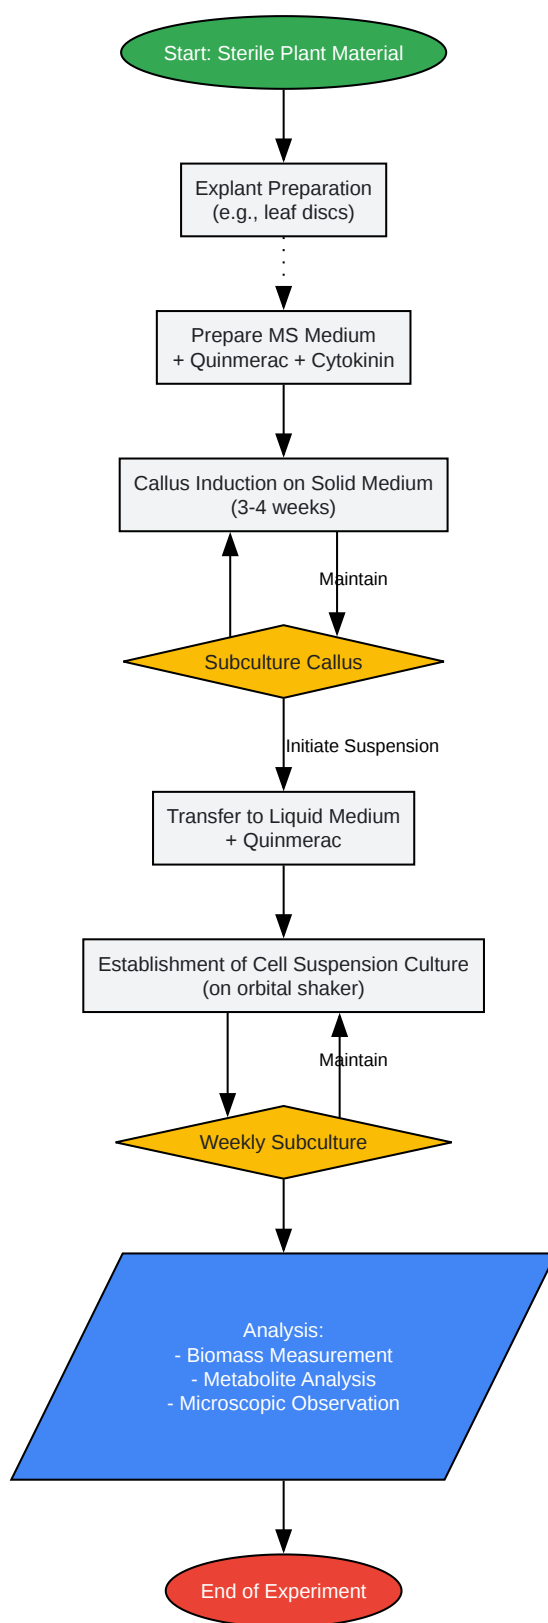 Start: Sterile Plant Material
Explant Preparation
(e.g., leaf discs)
Prepare MS Medium
+ Quinmerac + Cytokinin
Callus Induction on Solid Medium
(3-4 weeks)
Maintain
Subculture Callus
Initiate Suspension
Transfer to Liquid Medium
+ Quinmerac
Establishment of Cell Suspension Culture
(on orbital shaker)
Maintain
Weekly Subculture
Analysis:
- Biomass Measurement
- Metabolite Analysis
- Microscopic Observation
End of Experiment